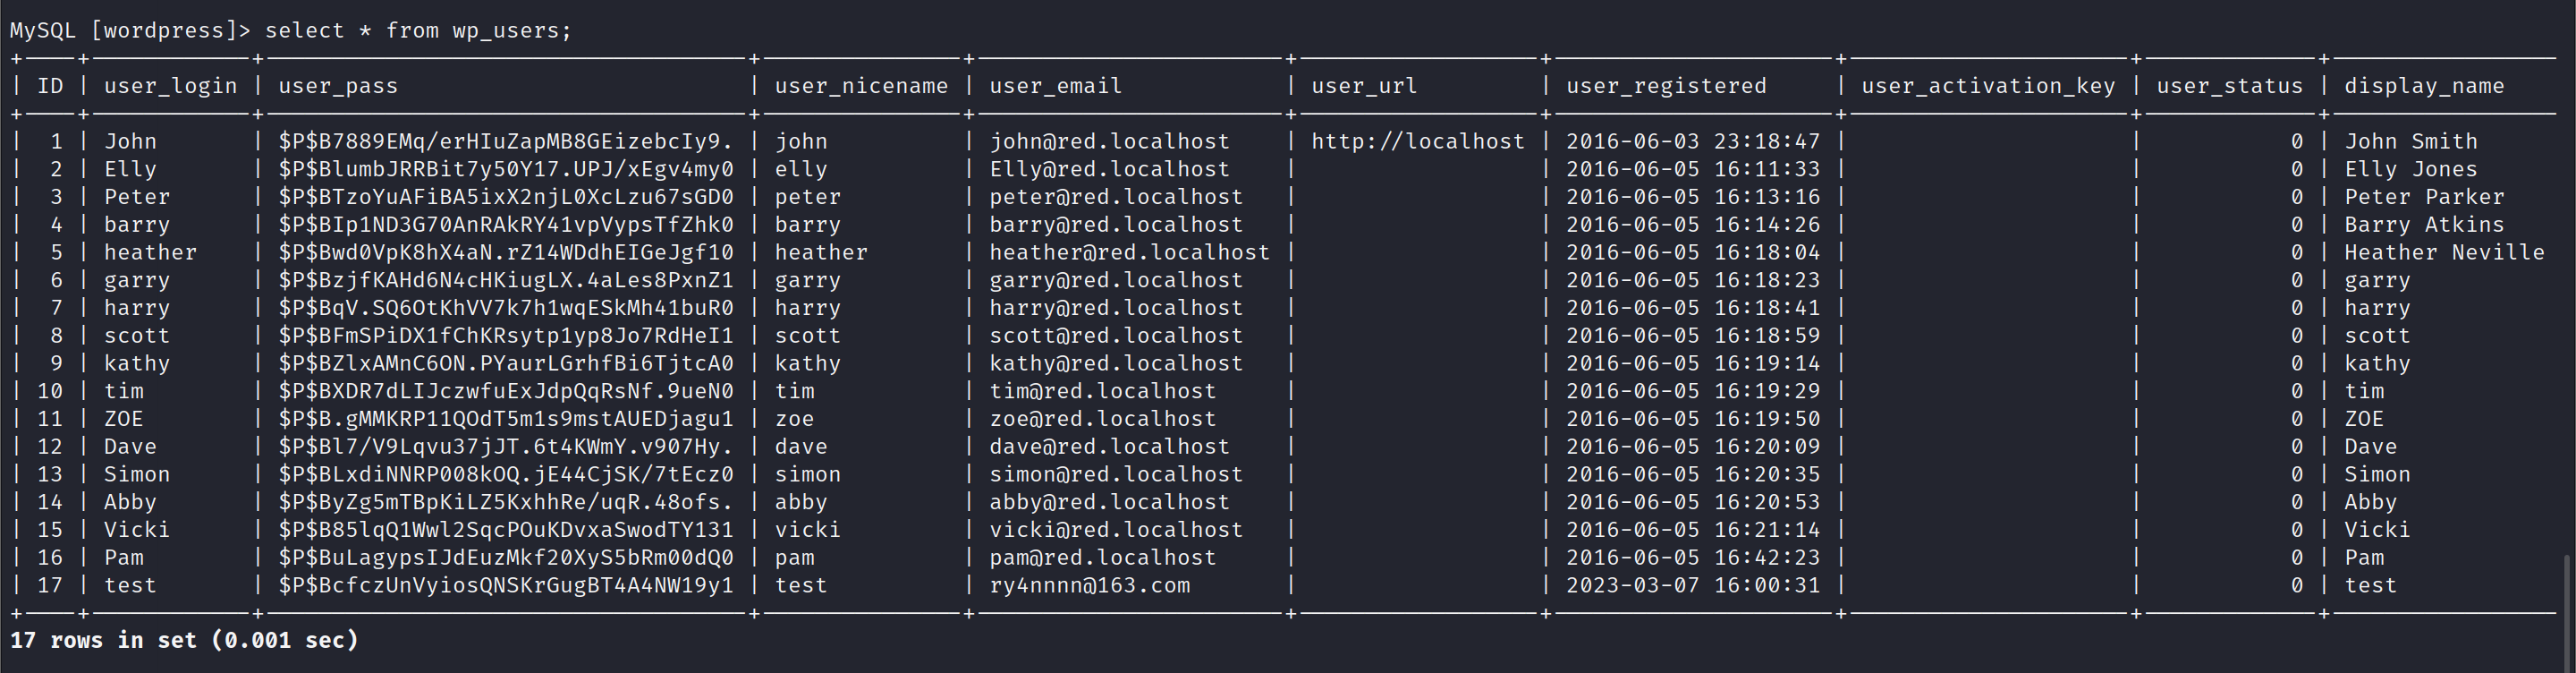 MySQL [wordpress]> select * from wp_users;
| ID | user_login | user_pass | user_nicename | user_email | user_url | user_registered | user_activation_key | user_status | display_name
| 1 | John | $P$B7889EMq/erHIuZapMB8GEizebcIy9. | john | john@red.localhost | http://localhost | 2016-06-03 23:18:47 | | 0 | John Smith
| 2 | Elly | $P$BlumbJRRBit7y50Y17.UPJ/xEgv4my0 | elly | Elly@red.localhost | | 2016-06-05 16:11:33 | | 0 | Elly Jones
| 3 | Peter | $P$BTzoYuAFiBA5ixX2njL0XcLzu67sGD0 | peter | peter@red.localhost | | 2016-06-05 16:13:16 | | 0 | Peter Parker
| 4 | barry | $P$BIp1ND3G70AnRAkRY41vpVypsTfZhk0 | barry | barry@red.localhost | | 2016-06-05 16:14:26 | | 0 | Barry Atkins
| 5 | heather | $P$Bwd0VpK8hX4aN.rZ14WDdhEIGeJgf10 | heather | heather@red.localhost | | 2016-06-05 16:18:04 | | 0 | Heather Neville
| 6 | garry | $P$BzjfKAHd6N4cHKiugLX.4aLes8PxnZ1 | garry | garry@red.localhost | | 2016-06-05 16:18:23 | | 0 | garry
| 7 | harry | $P$BqV.SQ6OtKhVV7k7h1wqESkMh41buR0 | harry | harry@red.localhost | | 2016-06-05 16:18:41 | | 0 | harry
| 8 | scott | $P$BFmSPiDX1fChKRsytp1yp8Jo7RdHeI1 | scott | scott@red.localhost | | 2016-06-05 16:18:59 | | 0 | scott
| 9 | kathy | $P$BZlxAMnC6ON.PYaurLGrhfBi6TjtcA0 | kathy | kathy@red.localhost | | 2016-06-05 16:19:14 | | 0 | kathy
| 10 | tim | $P$BXDR7dLIJczwfuExJdpQqRsNf.9ueN0 | tim | tim@red.localhost | | 2016-06-05 16:19:29 | | 0 | tim
| 11 | ZOE | $P$B.gMMKRP11QOdT5m1s9mstAUEDjagu1 | zoe | zoe@red.localhost | | 2016-06-05 16:19:50 | | 0 | ZOE
| 12 | Dave | $P$Bl7/V9Lqvu37jJT.6t4KWmY.v907Hy. | dave | dave@red.localhost | | 2016-06-05 16:20:09 | | 0 | Dave
| 13 | Simon | $P$BLxdiNNRP008kOQ.jE44CjSK/7tEcz0 | simon | simon@red.localhost | | 2016-06-05 16:20:35 | | 0 | Simon
| 14 | Abby | $P$ByZg5mTBpKiLZ5KxhhRe/uqR.48ofs. | abby | abby@red.localhost | | 2016-06-05 16:20:53 | | 0 | Abby
| 15 | Vicki | $P$B85lqQ1Wwl2SqcPOuKDvxaSwodTY131 | vicki | vicki@red.localhost | | 2016-06-05 16:21:14 | | 0 | Vicki
| 16 | Pam | $P$BuLagypsIJdEuzMkf20XyS5bRm00dQ0 | pam | pam@red.localhost | | 2016-06-05 16:42:23 | | 0 | Pam
| 17 | test | $P$BcfczUnVyiosQNSKrGugBT4A4NW19y1 | test | ry4nnnn@163.com | | 2023-03-07 16:00:31 | | 0 | test
17 rows in set (0.001 sec)